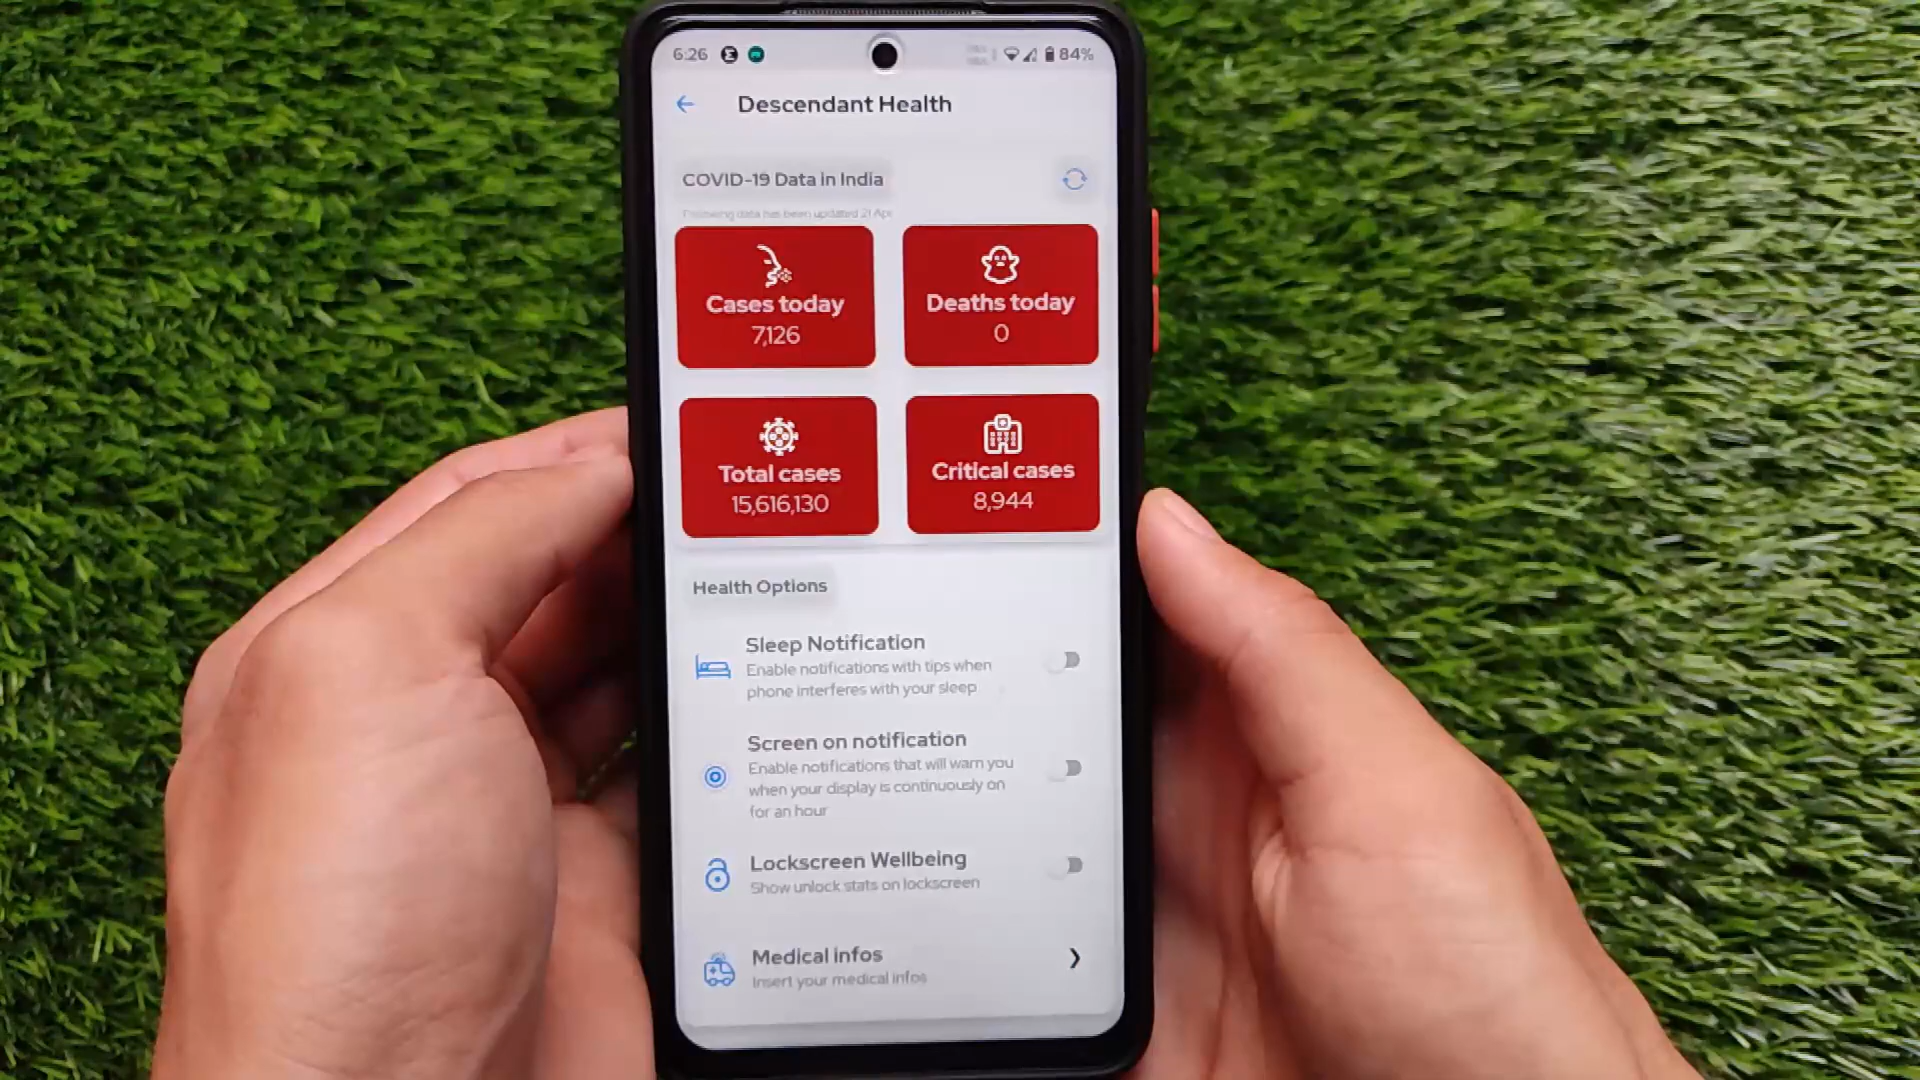 6:26 84%
Descendant Health
COVID-19 Data in India
Following data has been updated 21 Apr
Cases today
7,126
Deaths today
0
Total cases
15,616,130
Critical cases
8,944
Health Options
Sleep Notification
Enable notifications with tips when
phone interferes with your sleep
Screen on notification
Enable notifications that will warn you
when your display is continuously on
for an hour
Lockscreen Wellbeing
Show unlock stats on lockscreen
Medical infos
Insert your medical infos